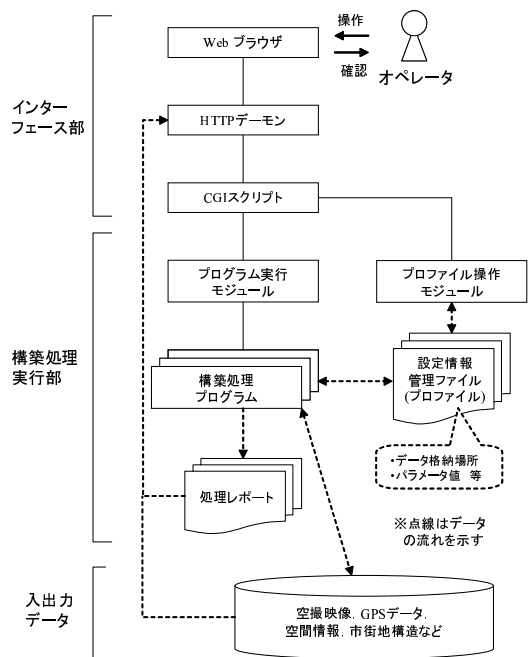 操作
Web ブラウザ
確認
オペレータ
インター
フェース部
HTTPデーモン
CGIスクリプト
プログラム実行
モジュール
プロファイル操作
モジュール
構築処理
実行部
構築処理
プログラム
設定情報
管理ファイル
(プロファイル)
・データ格納場所
・パラメータ値 等
処理レポート
※点線はデータ
の流れを示す
入出力
データ
空撮映像, GPSデータ,
空間情報, 市街地構造など